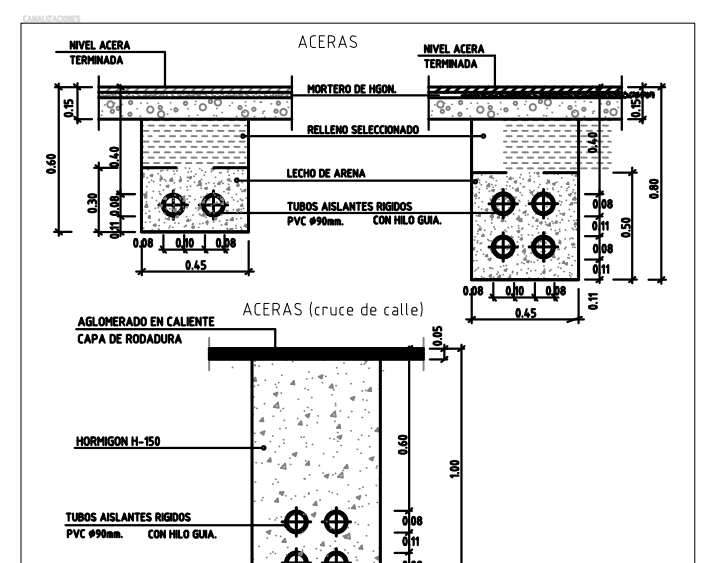 CANALIZACIONES
ACERAS
NIVEL ACERA
TERMINADA
NIVEL ACERA
TERMINADA
MORTERO DE HGON.
RELLENO SELECCIONADO
LECHO DE ARENA
TUBOS AISLANTES RIGIDOS
PVC Ø90mm. CON HILO GUIA.
0.60
0.15
0.40
0.30
0.08
0.11
0.08 0.10 0.08
0.45
0.15
0.40
0.80
0.08
0.11
0.50
0.08
0.11
0.08 0.10 0.08
0.11
0.45
ACERAS (cruce de calle)
AGLOMERADO EN CALIENTE
CAPA DE RODADURA
0.05
HORMIGON H-150
0.60
1.00
TUBOS AISLANTES RIGIDOS
PVC Ø90mm. CON HILO GUIA.
0.08
0.11